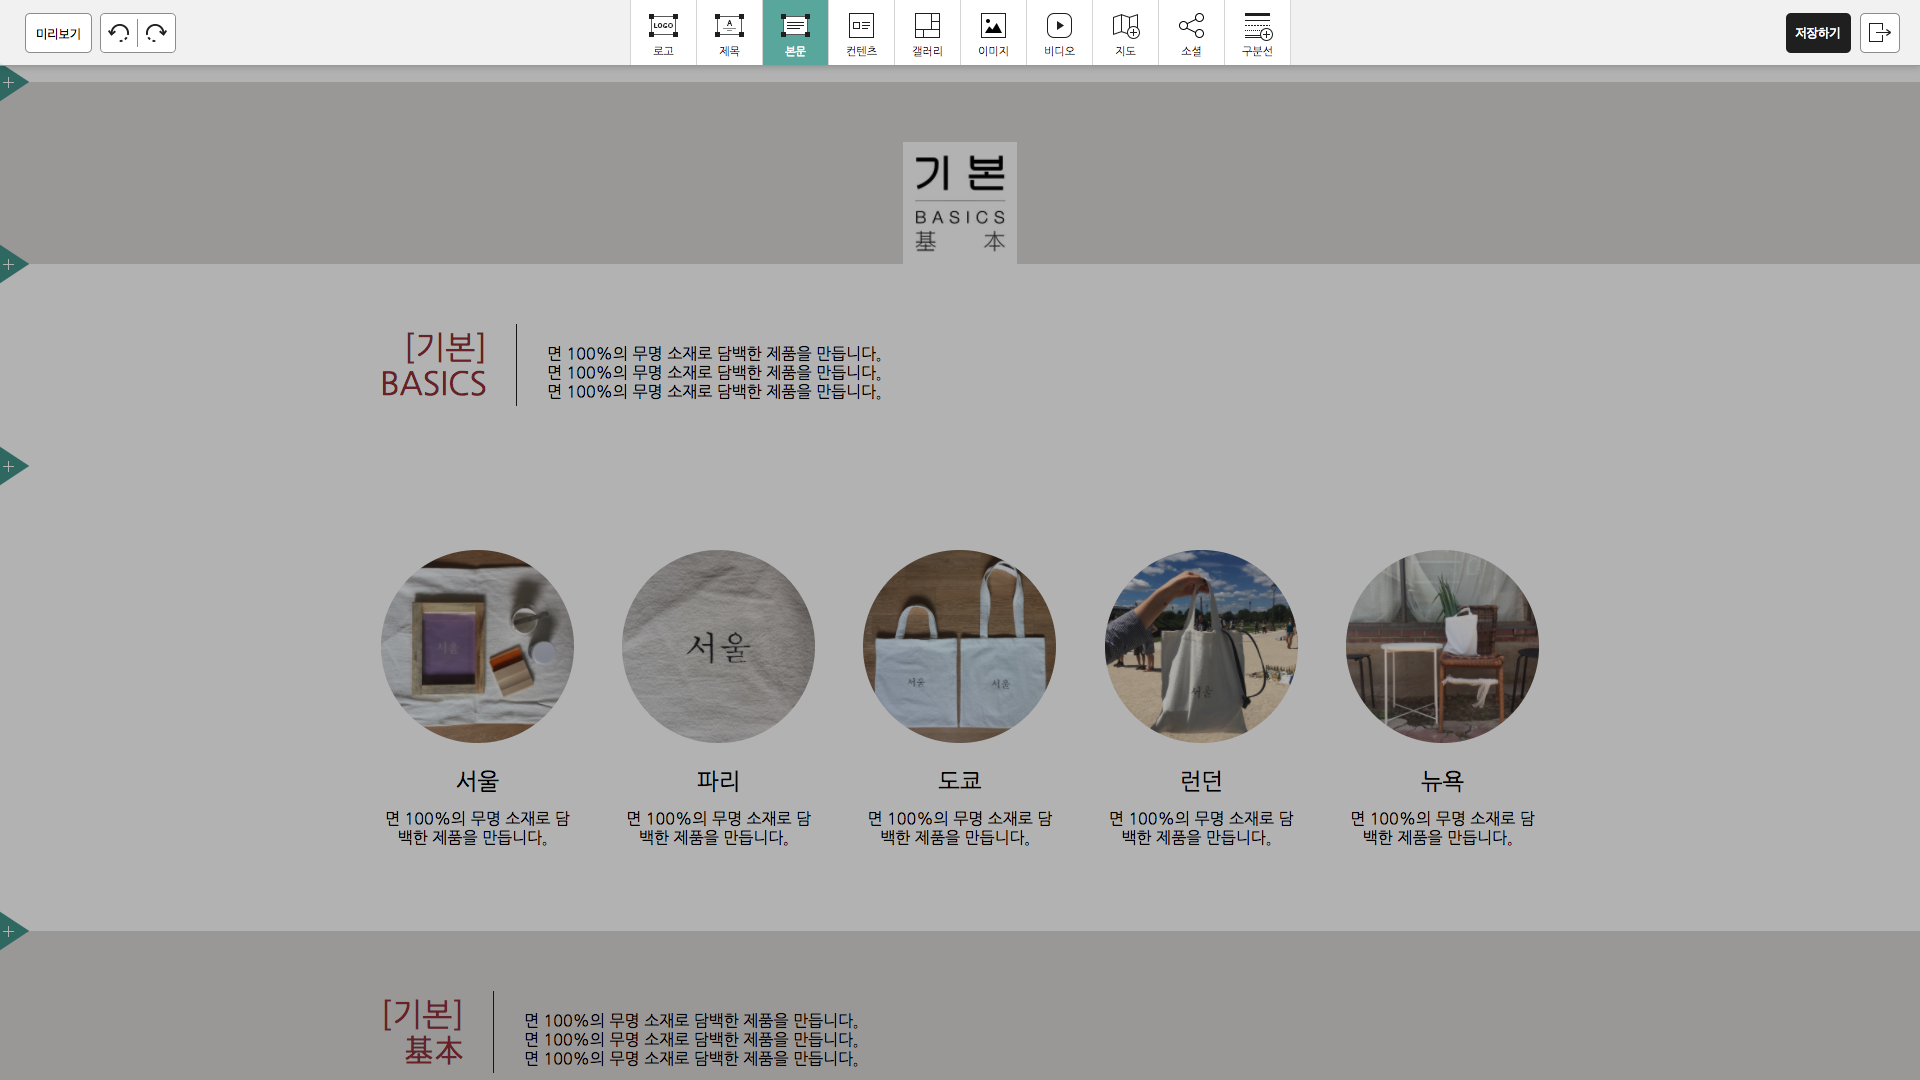 미리보기
LOGO
로고
A
제목
본문
컨텐츠
갤러리
이미지
비디오
지도
소셜
구분선
저장하기
기 본
BASICS
基 本
[기본]
BASICS
면 100%의 무명 소재로 담백한 제품을 만듭니다.
면 100%의 무명 소재로 담백한 제품을 만듭니다.
면 100%의 무명 소재로 담백한 제품을 만듭니다.
서울
서울
서울
서울
서울
서울
면 100%의 무명 소재로 담
백한 제품을 만듭니다.
파리
면 100%의 무명 소재로 담
백한 제품을 만듭니다.
도쿄
면 100%의 무명 소재로 담
백한 제품을 만듭니다.
런던
면 100%의 무명 소재로 담
백한 제품을 만듭니다.
뉴욕
면 100%의 무명 소재로 담
백한 제품을 만듭니다.
[기본]
基本
면 100%의 무명 소재로 담백한 제품을 만듭니다.
면 100%의 무명 소재로 담백한 제품을 만듭니다.
면 100%의 무명 소재로 담백한 제품을 만듭니다.